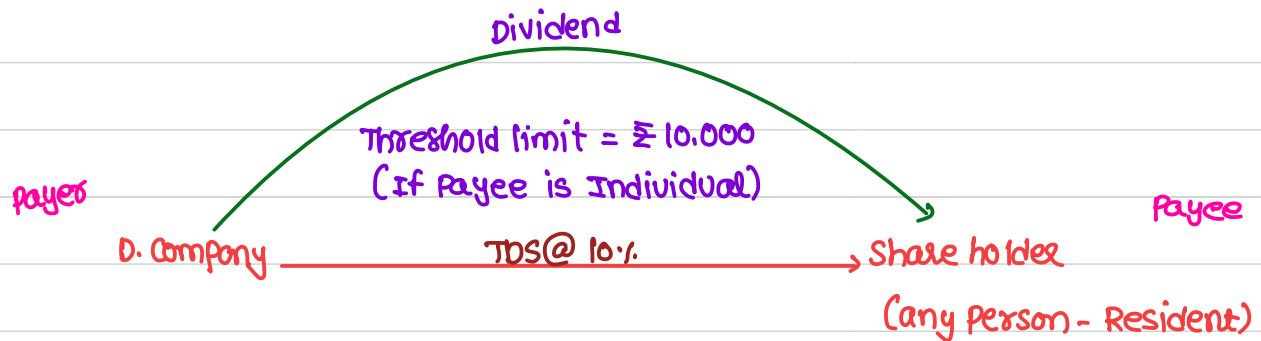 Dividend
Threshold limit = ₹ 10.000
(If Payee is Individual)
Payer
Payee
D. Company
TDS@ 10%
Share holder
(any Person - Resident)